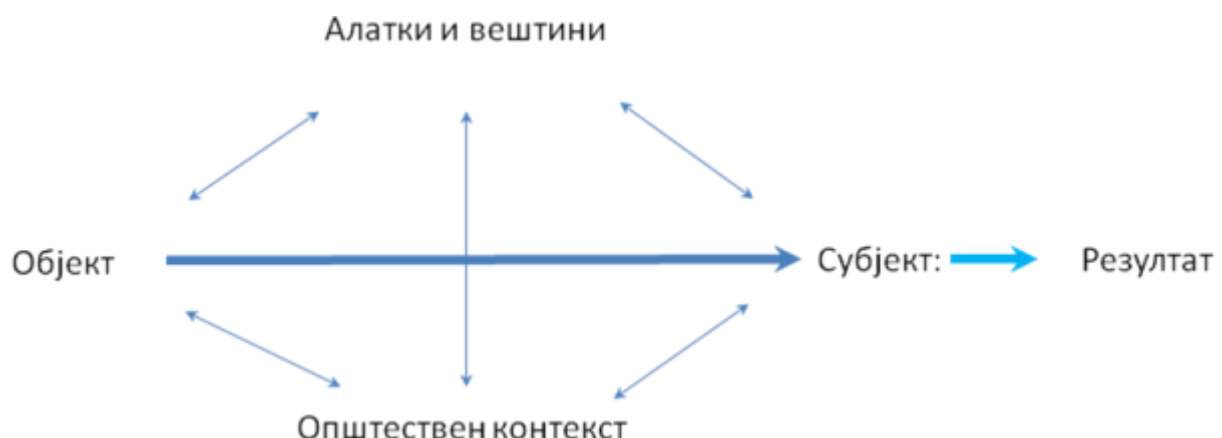 Алатки и вештини
Објект
Субјект:
Резултат
Општествен контекст